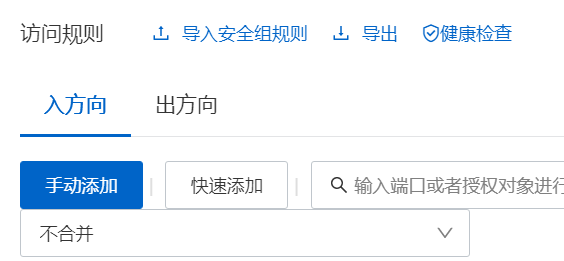 访问规则 导入安全组规则 导出 健康检查
入方向 出方向
手动添加 快速添加 输入端口或者授权对象进行
不合并